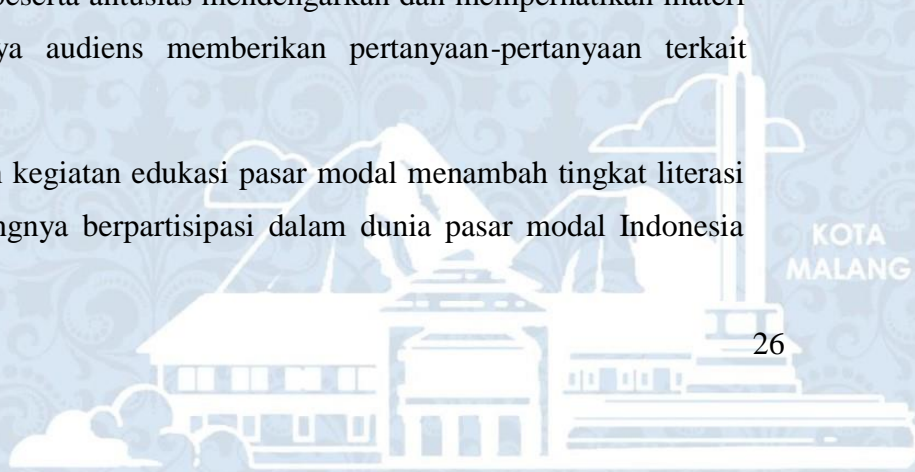 peserta antusias mendengarkan dan memperhatikan materi
ya audiens memberikan pertanyaan-pertanyaan terkait
kegiatan edukasi pasar modal menambah tingkat literasi
ngnya berpartisipasi dalam dunia pasar modal Indonesia
KOTA
MALANG
26